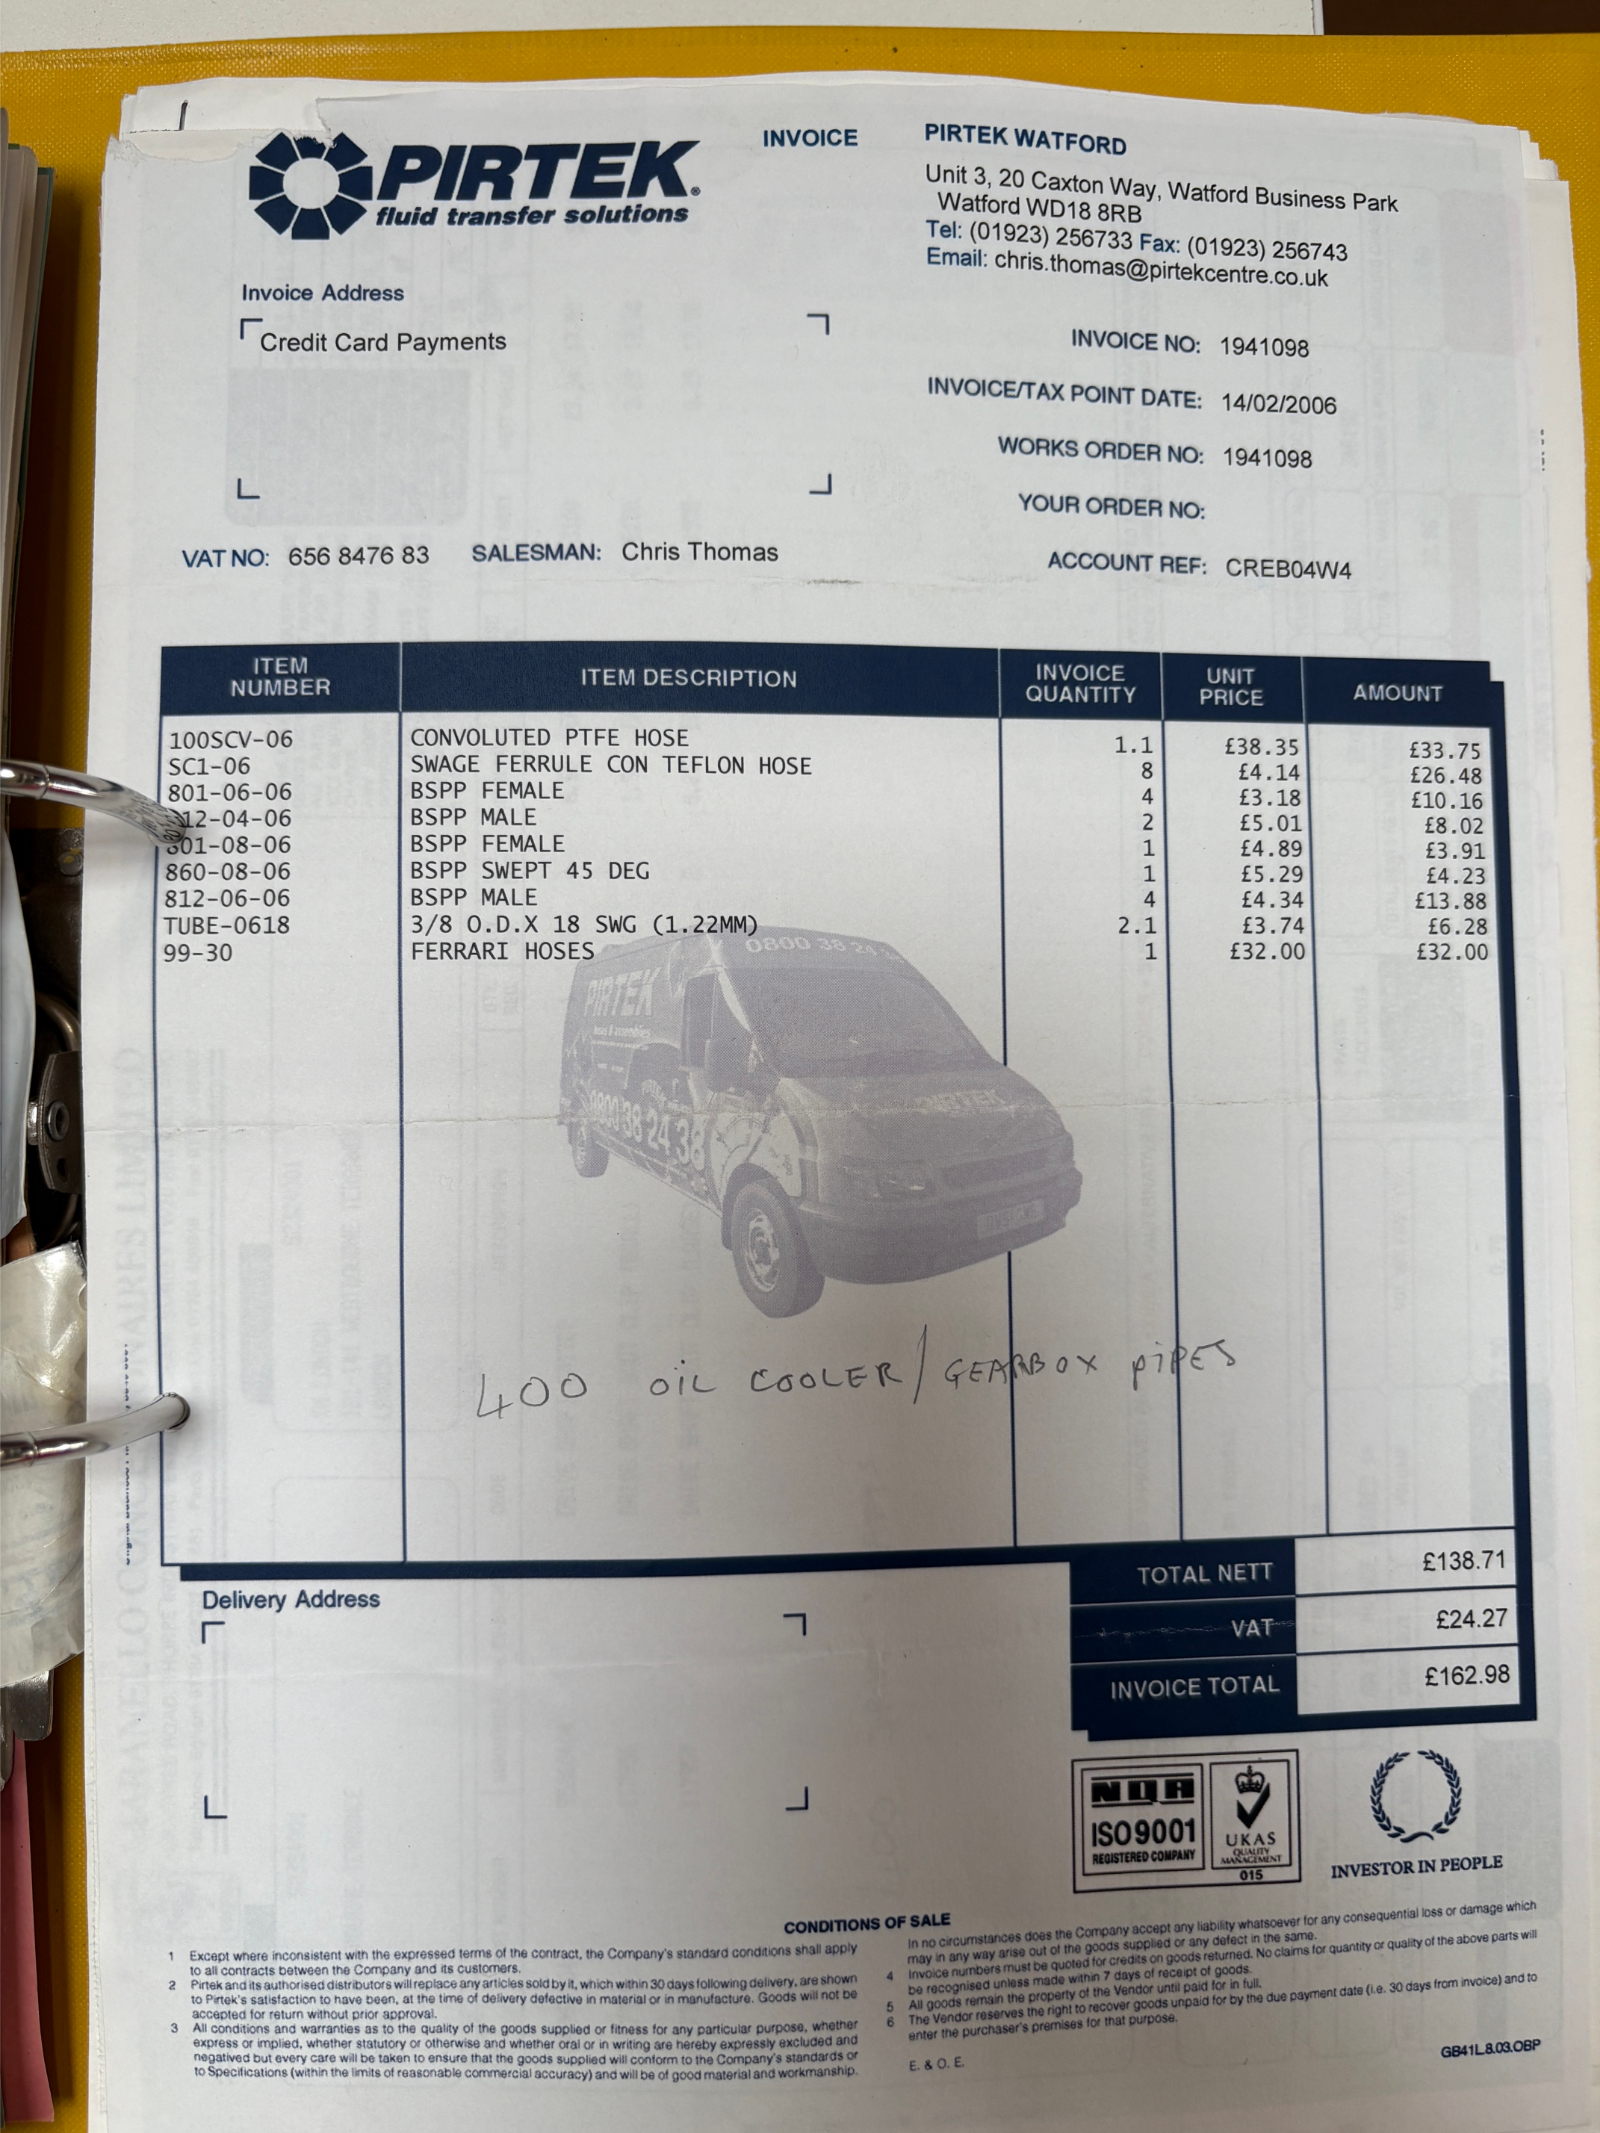 PIRTEK®
fluid transfer solutions
INVOICE
PIRTEK WATFORD
Unit 3, 20 Caxton Way, Watford Business Park
Watford WD18 8RB
Tel: (01923) 256733 Fax: (01923) 256743
Email: chris.thomas@pirtekcentre.co.uk
Invoice Address
Credit Card Payments
INVOICE NO: 1941098
INVOICE/TAX POINT DATE: 14/02/2006
WORKS ORDER NO: 1941098
YOUR ORDER NO:
VAT NO: 656 8476 83 SALESMAN: Chris Thomas ACCOUNT REF: CREB04W4
ITEM NUMBER ITEM DESCRIPTION INVOICE QUANTITY UNIT PRICE AMOUNT
100SCV-06 CONVOLUTED PTFE HOSE 1.1 £38.35 £33.75
SC1-06 SWAGE FERRULE CON TEFLON HOSE 8 £4.14 £26.48
801-06-06 BSPP FEMALE 4 £3.18 £10.16
12-04-06 BSPP MALE 2 £5.01 £8.02
801-08-06 BSPP FEMALE 1 £4.89 £3.91
860-08-06 BSPP SWEPT 45 DEG 1 £5.29 £4.23
812-06-06 BSPP MALE 4 £4.34 £13.88
TUBE-0618 3/8 O.D.X 18 SWG (1.22MM) 2.1 £3.74 £6.28
99-30 FERRARI HOSES 1 £32.00 £32.00
0800 38 24
PIRTEK
hoses & assemblies
0800 38 24 38
PIRTEK
400 OIL COOLER / GEARBOX PIPES
TOTAL NETT £138.71
VAT £24.27
INVOICE TOTAL £162.98
Delivery Address
NQA
ISO9001
REGISTERED COMPANY
UKAS
QUALITY
MANAGEMENT
015
INVESTOR IN PEOPLE
CONDITIONS OF SALE
1 Except where inconsistent with the expressed terms of the contract, the Company's standard conditions shall apply
to all contracts between the Company and its customers.
2 Pirtek and its authorised distributors will replace any articles sold by it, which within 30 days following delivery, are shown
to Pirtek's satisfaction to have been, at the time of delivery defective in material or in manufacture. Goods will not be
accepted for return without prior approval.
3 All conditions and warranties as to the quality of the goods supplied or fitness for any particular purpose, whether
express or implied, whether statutory or otherwise and whether oral or in writing are hereby expressly excluded and
negatived but every care will be taken to ensure that the goods supplied will conform to the Company's standards or
to Specifications (within the limits of reasonable commercial accuracy) and will be of good material and workmanship.
In no circumstances does the Company accept any liability whatsoever for any consequential loss or damage which
may in any way arise out of the goods supplied or any defect in the same.
4 Invoice numbers must be quoted for credits on goods returned. No claims for quantity or quality of the above parts will
be recognised unless made within 7 days of receipt of goods.
5 All goods remain the property of the Vendor until paid for in full.
6 The Vendor reserves the right to recover goods unpaid for by the due payment date (i.e. 30 days from invoice) and to
enter the purchaser's premises for that purpose.
E. & O. E.
GB41L.8.03.OBP